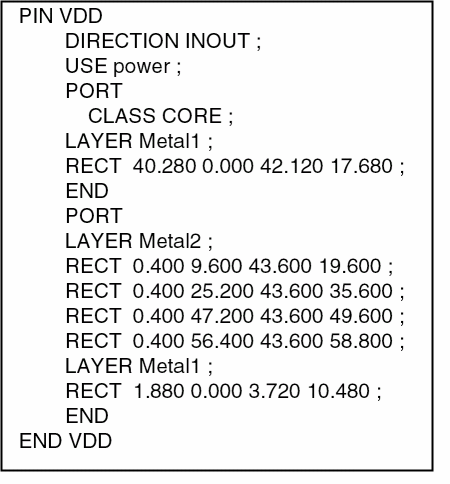 PIN VDD
DIRECTION INOUT ;
USE power ;
PORT
CLASS CORE ;
LAYER Metal1 ;
RECT 40.280 0.000 42.120 17.680 ;
END
PORT
LAYER Metal2 ;
RECT 0.400 9.600 43.600 19.600 ;
RECT 0.400 25.200 43.600 35.600 ;
RECT 0.400 47.200 43.600 49.600 ;
RECT 0.400 56.400 43.600 58.800 ;
LAYER Metal1 ;
RECT 1.880 0.000 3.720 10.480 ;
END
END VDD